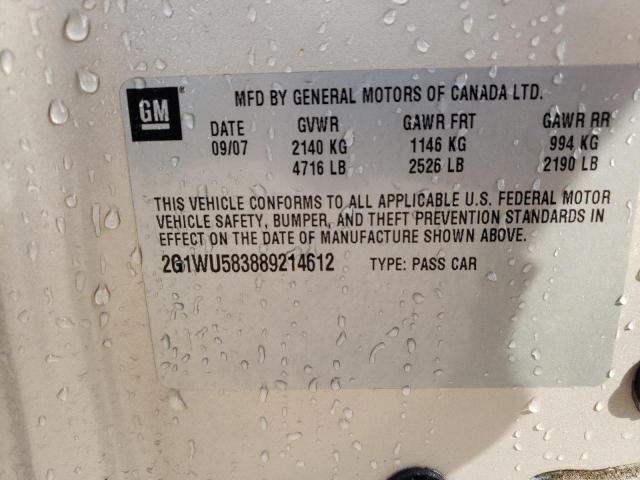 GM ®
MFD BY GENERAL MOTORS OF CANADA LTD.
DATE GVWR GAWR FRT GAWR RR
09/07 2140 KG 1146 KG 994 KG
4716 LB 2526 LB 2190 LB
THIS VEHICLE CONFORMS TO ALL APPLICABLE U.S. FEDERAL MOTOR
VEHICLE SAFETY, BUMPER, AND THEFT PREVENTION STANDARDS IN
EFFECT ON THE DATE OF MANUFACTURE SHOWN ABOVE.
2G1WU583889214612 TYPE: PASS CAR